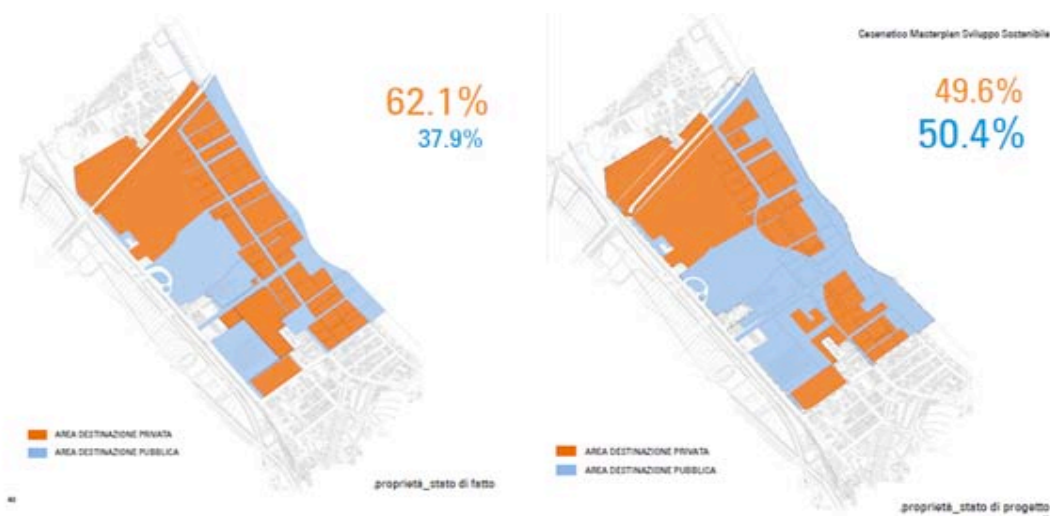 62.1%
37.9%
AREA DESTINAZIONE PRIVATA
AREA DESTINAZIONE PUBBLICA
.proprietà_stato di fatto
Cesenatico Masterplan Sviluppo Sostenibile
49.6%
50.4%
AREA DESTINAZIONE PRIVATA
AREA DESTINAZIONE PUBBLICA
.proprietà_stato di progetto